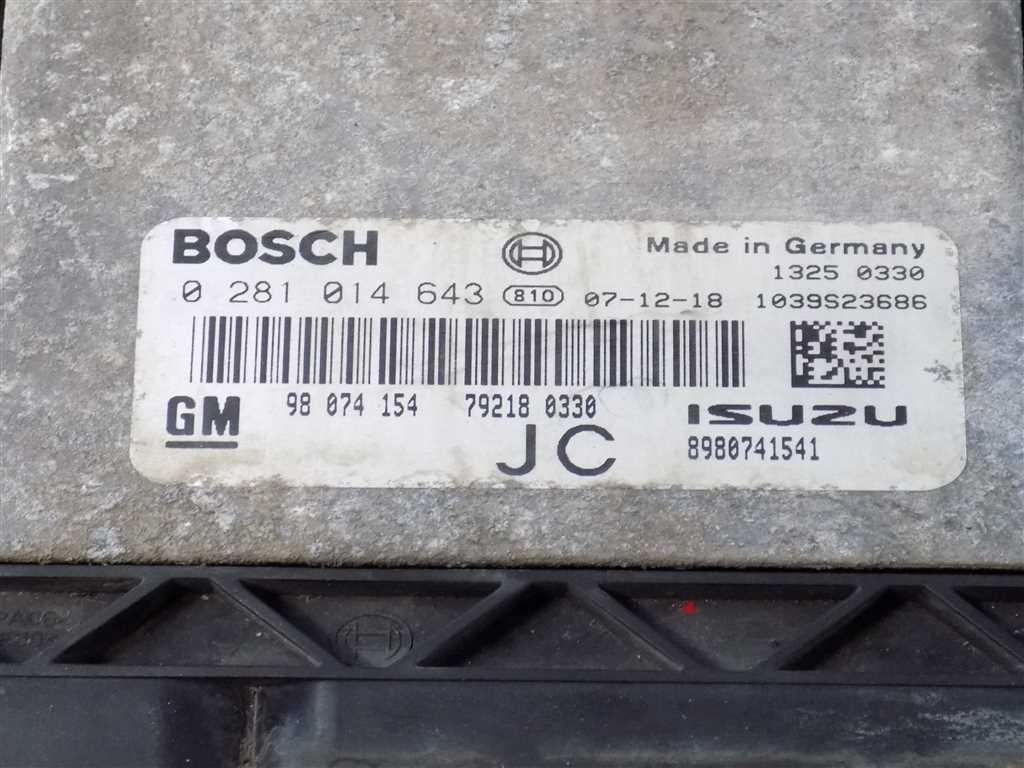 BOSCH
Made in Germany
1325 0330
0 281 014 643 810 07-12-18 1039S23686
GM 98 074 154 792180 0330 ISUZU
JC 8980741541